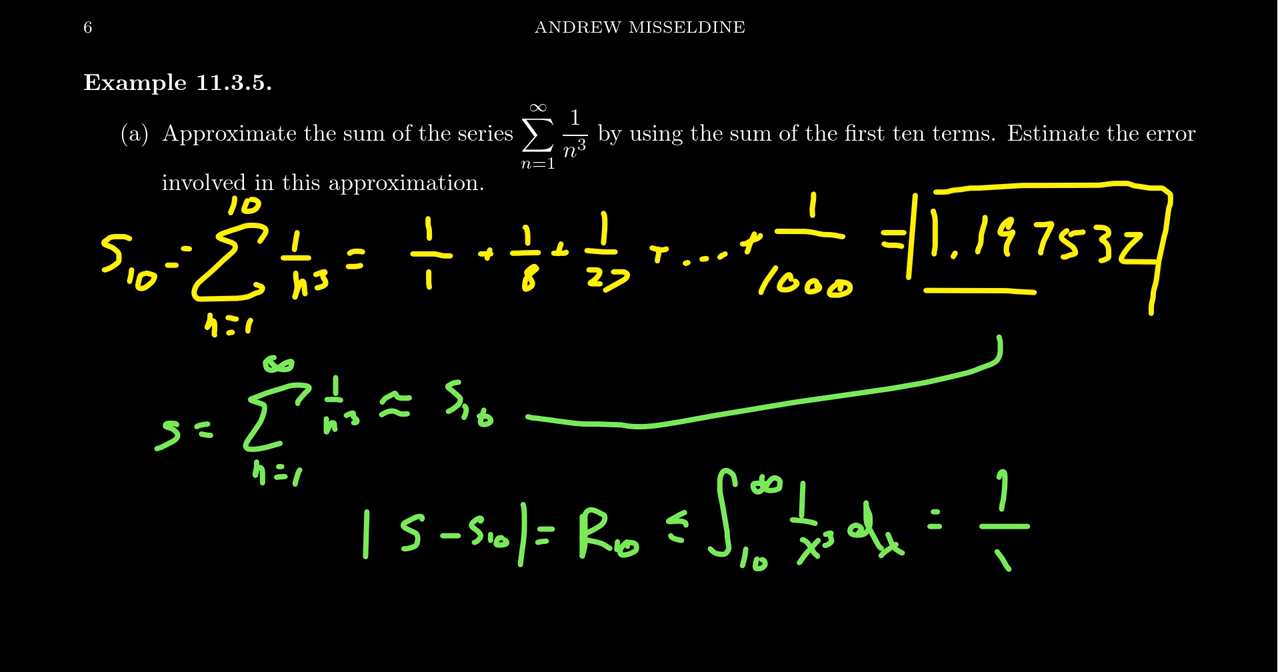 6 ANDREW MISSELDINE
Example 11.3.5.
(a) Approximate the sum of the series ∑_{n=1}^{∞} 1/n³ by using the sum of the first ten terms. Estimate the error
involved in this approximation.
S₁₀ = ∑_{n=1}^{10} 1/n³ = 1/1 + 1/8 + 1/27 + ... + 1/1000 = 1.197532
S = ∑_{n=1}^{∞} 1/n³ ≈ S₁₀
|S - S₁₀| = R₁₀ ≤ ∫_{10}^{∞} 1/x³ dx = 1/